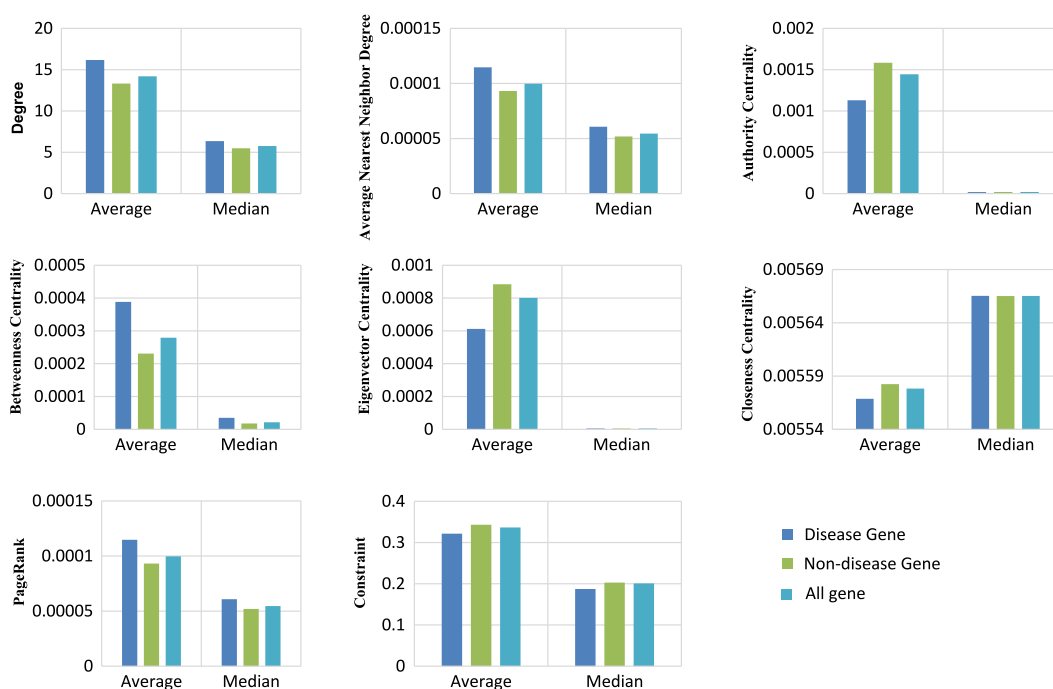 Degree
20
15
10
5
0
Average Median
Average Nearest Neighbor Degree
0.00015
0.0001
0.00005
0
Average Median
Authority Centrality
0.002
0.0015
0.001
0.0005
0
Average Median
Betweenness Centrality
0.0005
0.0004
0.0003
0.0002
0.0001
0
Average Median
Eigenvector Centrality
0.001
0.0008
0.0006
0.0004
0.0002
0
Average Median
Closeness Centrality
0.00569
0.00564
0.00559
0.00554
Average Median
PageRank
0.00015
0.0001
0.00005
0
Average Median
Constraint
0.4
0.3
0.2
0.1
0
Average Median
Disease Gene
Non-disease Gene
All gene